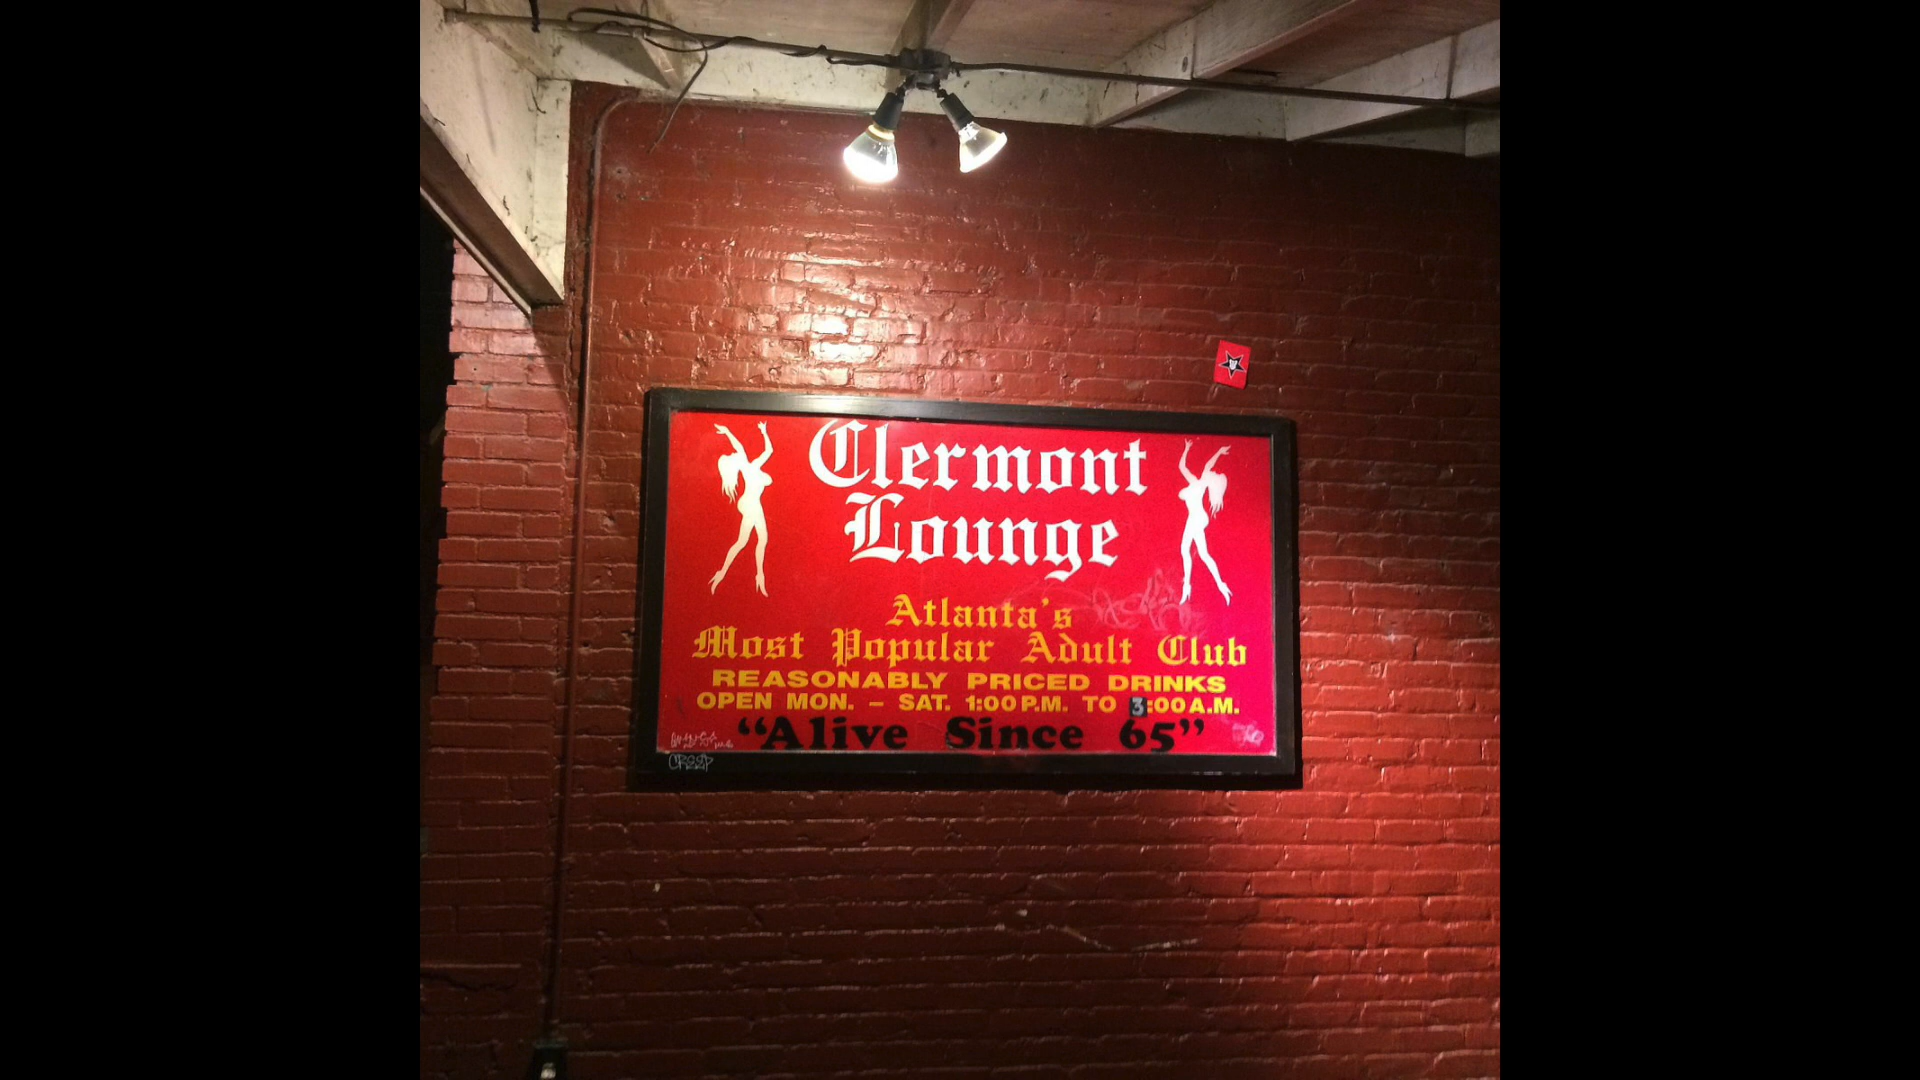 Clermont
Lounge
Atlanta's
Most Popular Adult Club
REASONABLY PRICED DRINKS
OPEN MON. – SAT. 1:00 P.M. TO 3:00 A.M.
“Alive Since 65”
CREEP